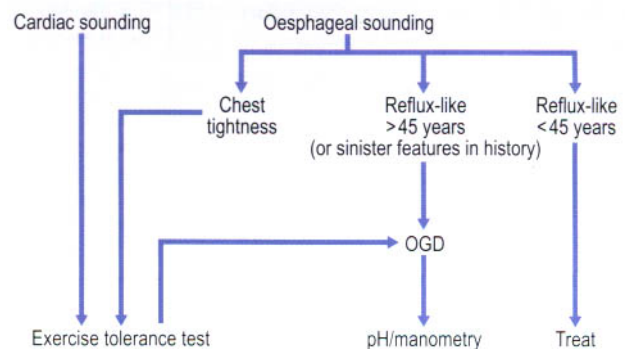 Cardiac sounding
Oesphageal sounding
Chest
tightness
Reflux-like
>45 years
(or sinister features in history)
Reflux-like
<45 years
OGD
Exercise tolerance test
pH/manometry
Treat